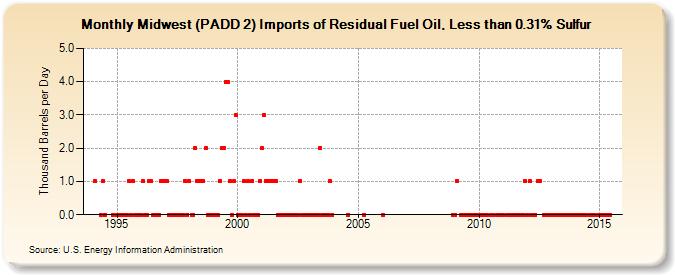 Monthly Midwest (PADD 2) Imports of Residual Fuel Oil, Less than 0.31% Sulfur
Thousand Barrels per Day
5.0
4.0
3.0
2.0
1.0
0.0
1995 2000 2005 2010 2015
Source: U.S. Energy Information Administration